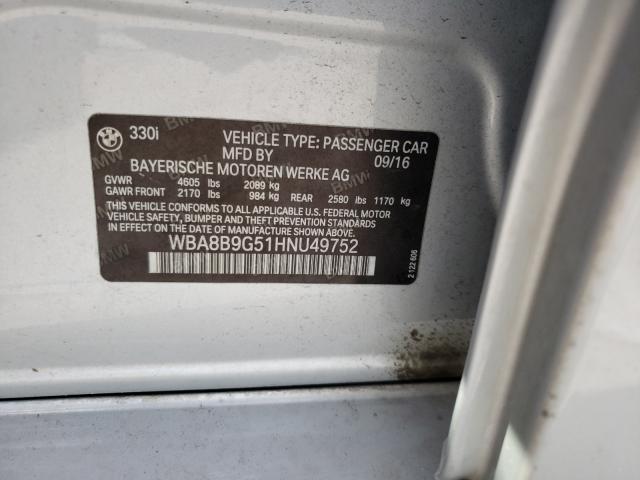 BMW 330i VEHICLE TYPE: PASSENGER CAR
MFD BY 09/16
BAYERISCHE MOTOREN WERKE AG
GVWR 4605 lbs 2089 kg
GAWR FRONT 2170 lbs 984 kg REAR 2580 lbs 1170 kg
THIS VEHICLE CONFORMS TO ALL APPLICABLE U.S. FEDERAL MOTOR
VEHICLE SAFETY, BUMPER AND THEFT PREVENTION STANDARDS
IN EFFECT ON THE DATE OF MANUFACTURE SHOWN ABOVE.
WBA8B9G51HNU49752
2 122 606